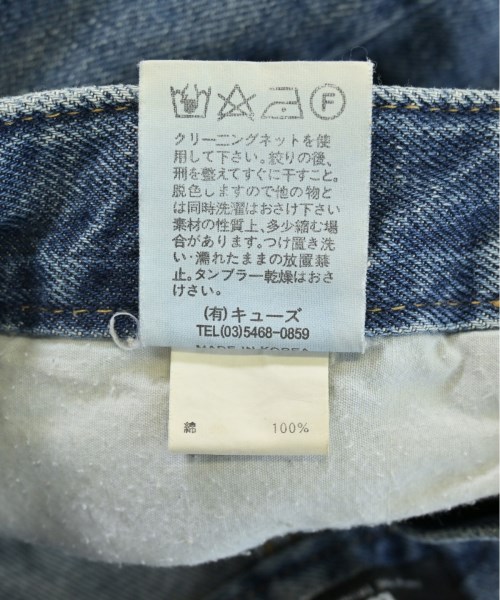 F
クリーニングネットを使
用して下さい。絞りの後、
刑を整えてすぐに干すこと。
脱色しますので他の物と
は同時洗濯はおさけ下さい
素材の性質上、多少縮む場
合があります。つけ置き洗
い・濡れたままの放置禁
止。タンブラー乾燥はおさ
けさい。
(有)キューズ
TEL(03)5468-0859
MADE IN KOREA
綿 100%